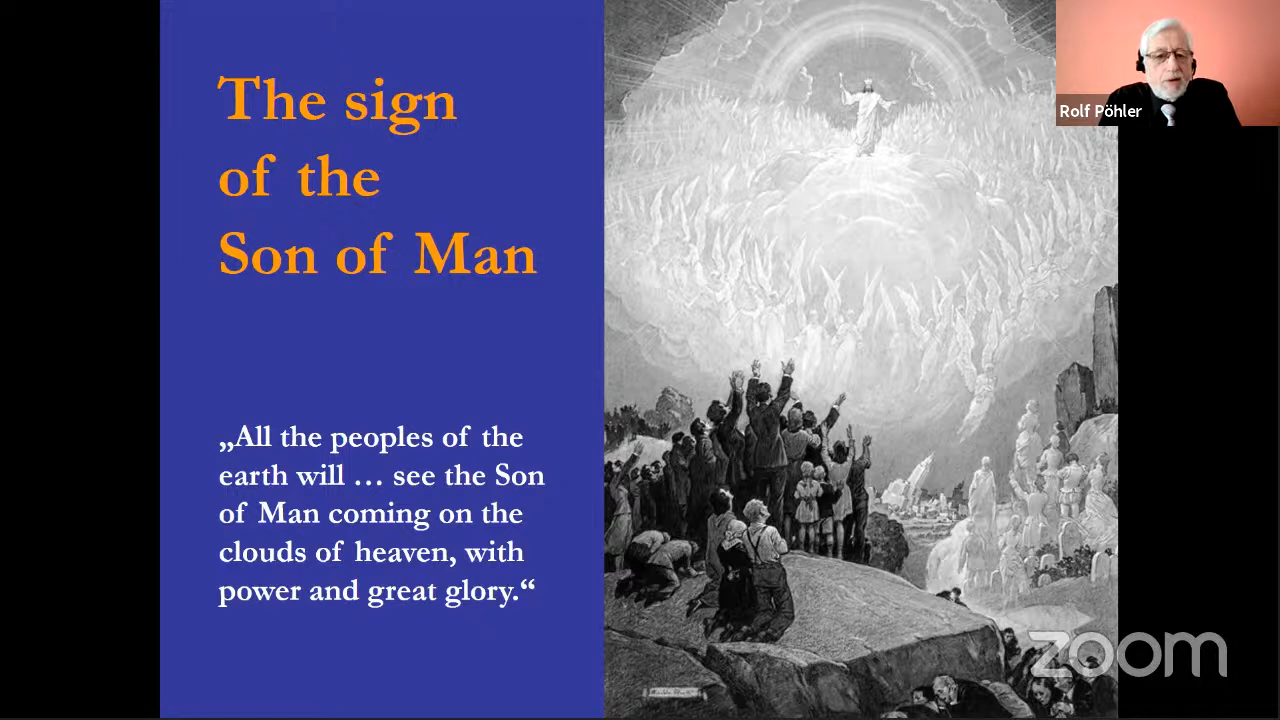 The sign
of the
Son of Man
„All the peoples of the
earth will … see the Son
of Man coming on the
clouds of heaven, with
power and great glory.“
Rolf Pöhler
zoom